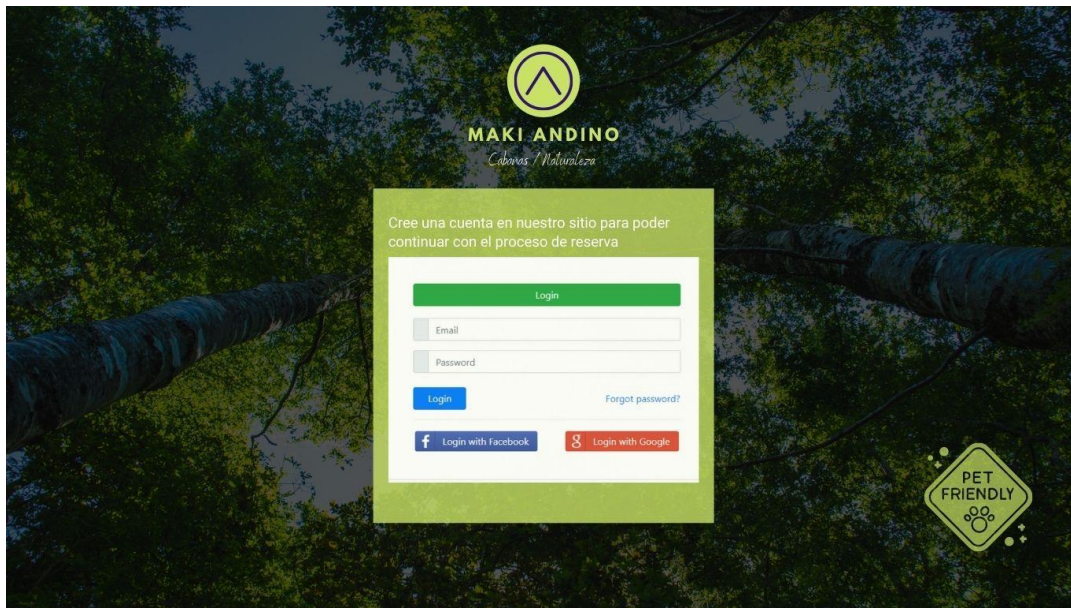 MAKI ANDINO
Cabañas / Naturaleza
Cree una cuenta en nuestro sitio para poder
continuar con el proceso de reserva
Login
Email
Password
Login
Forgot password?
f Login with Facebook
8 Login with Google
PET
FRIENDLY